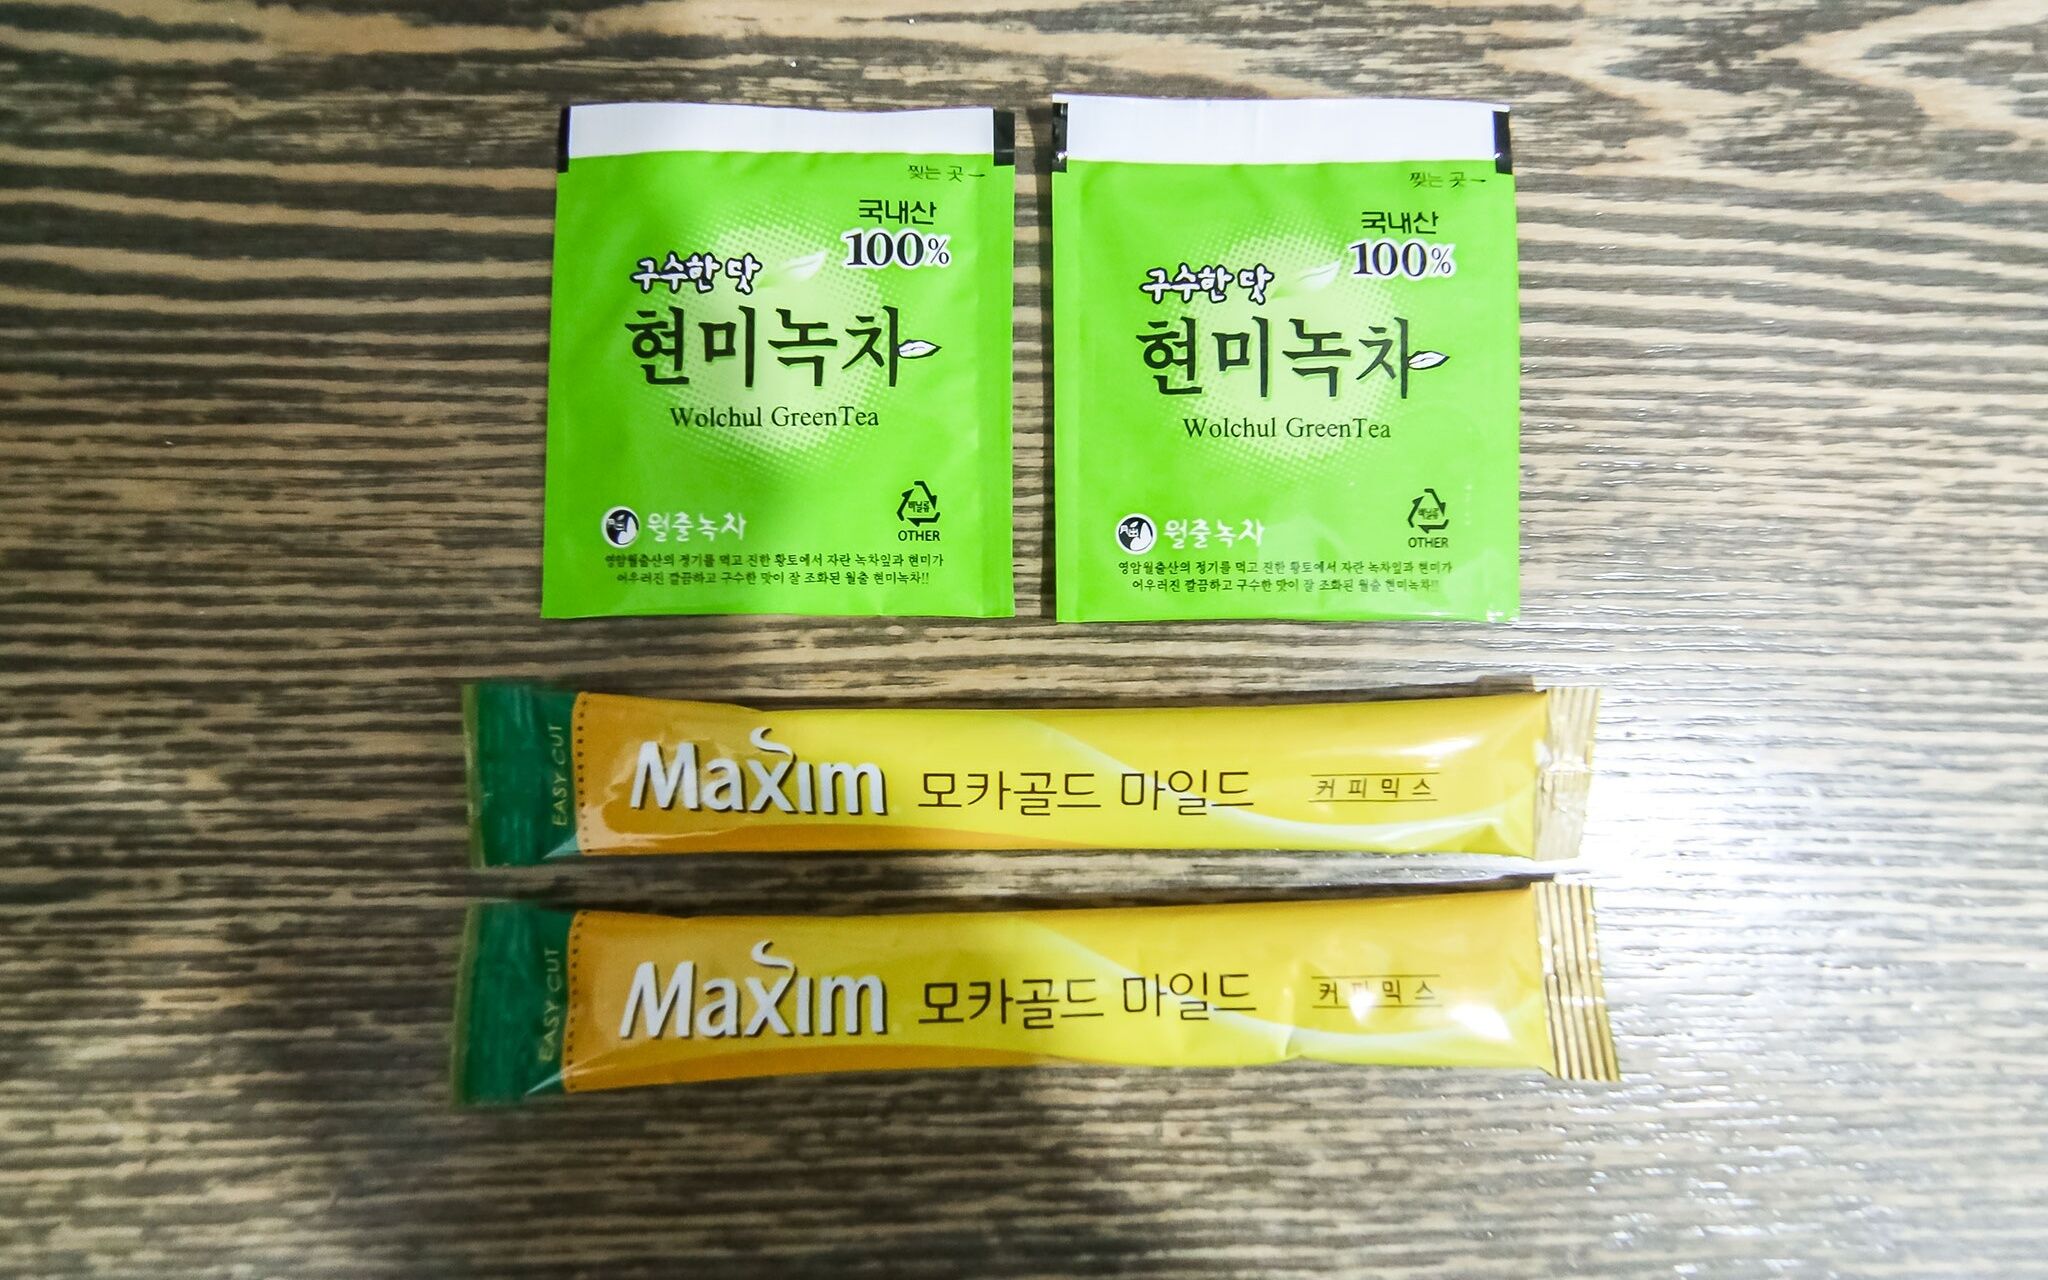 찢는 곳→
국내산
100%
구수한 맛
현미녹차
Wolchul GreenTea
비닐류
OTHER
월출녹차
영암월출산의 정기를 먹고 진한 황토에서 자란 녹차잎과 현미가
어우러진 깔끔하고 구수한 맛이 잘 조화된 월출 현미녹차!!
찢는 곳→
국내산
100%
구수한 맛
현미녹차
Wolchul GreenTea
비닐류
OTHER
월출녹차
영암월출산의 정기를 먹고 진한 황토에서 자란 녹차잎과 현미가
어우러진 깔끔하고 구수한 맛이 잘 조화된 월출 현미녹차!!
EASY CUT
Maxim 모카골드 마일드 커피믹스
EASY CUT
Maxim 모카골드 마일드 커피믹스